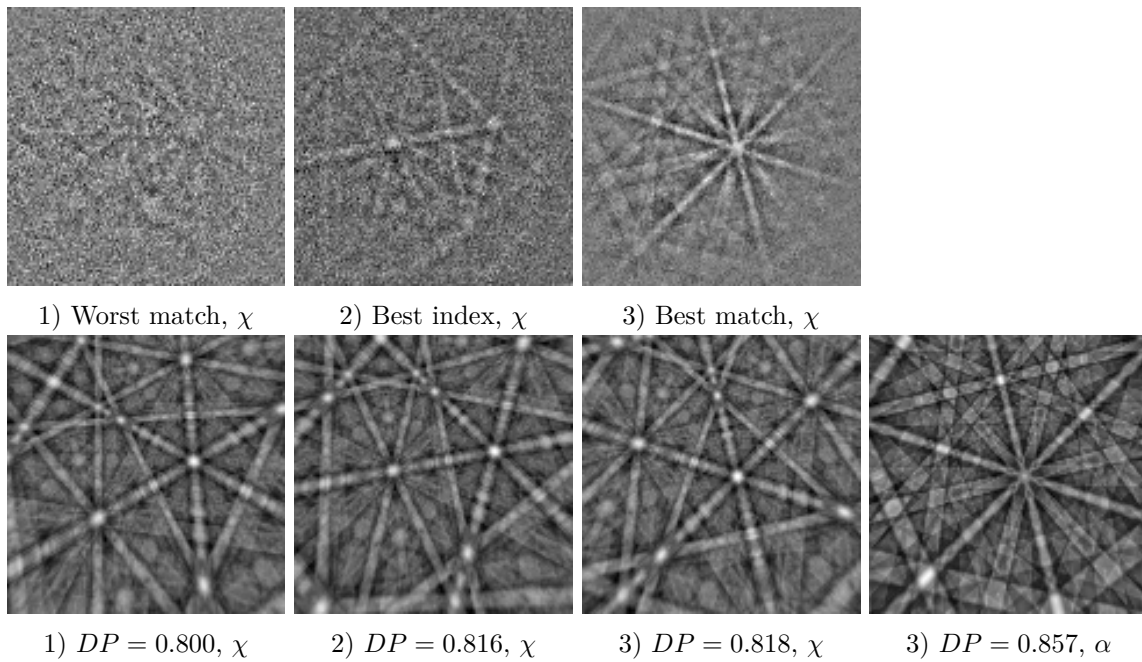 1) Worst match, χ
2) Best index, χ
3) Best match, χ
1) DP = 0.800, χ
2) DP = 0.816, χ
3) DP = 0.818, χ
3) DP = 0.857, α